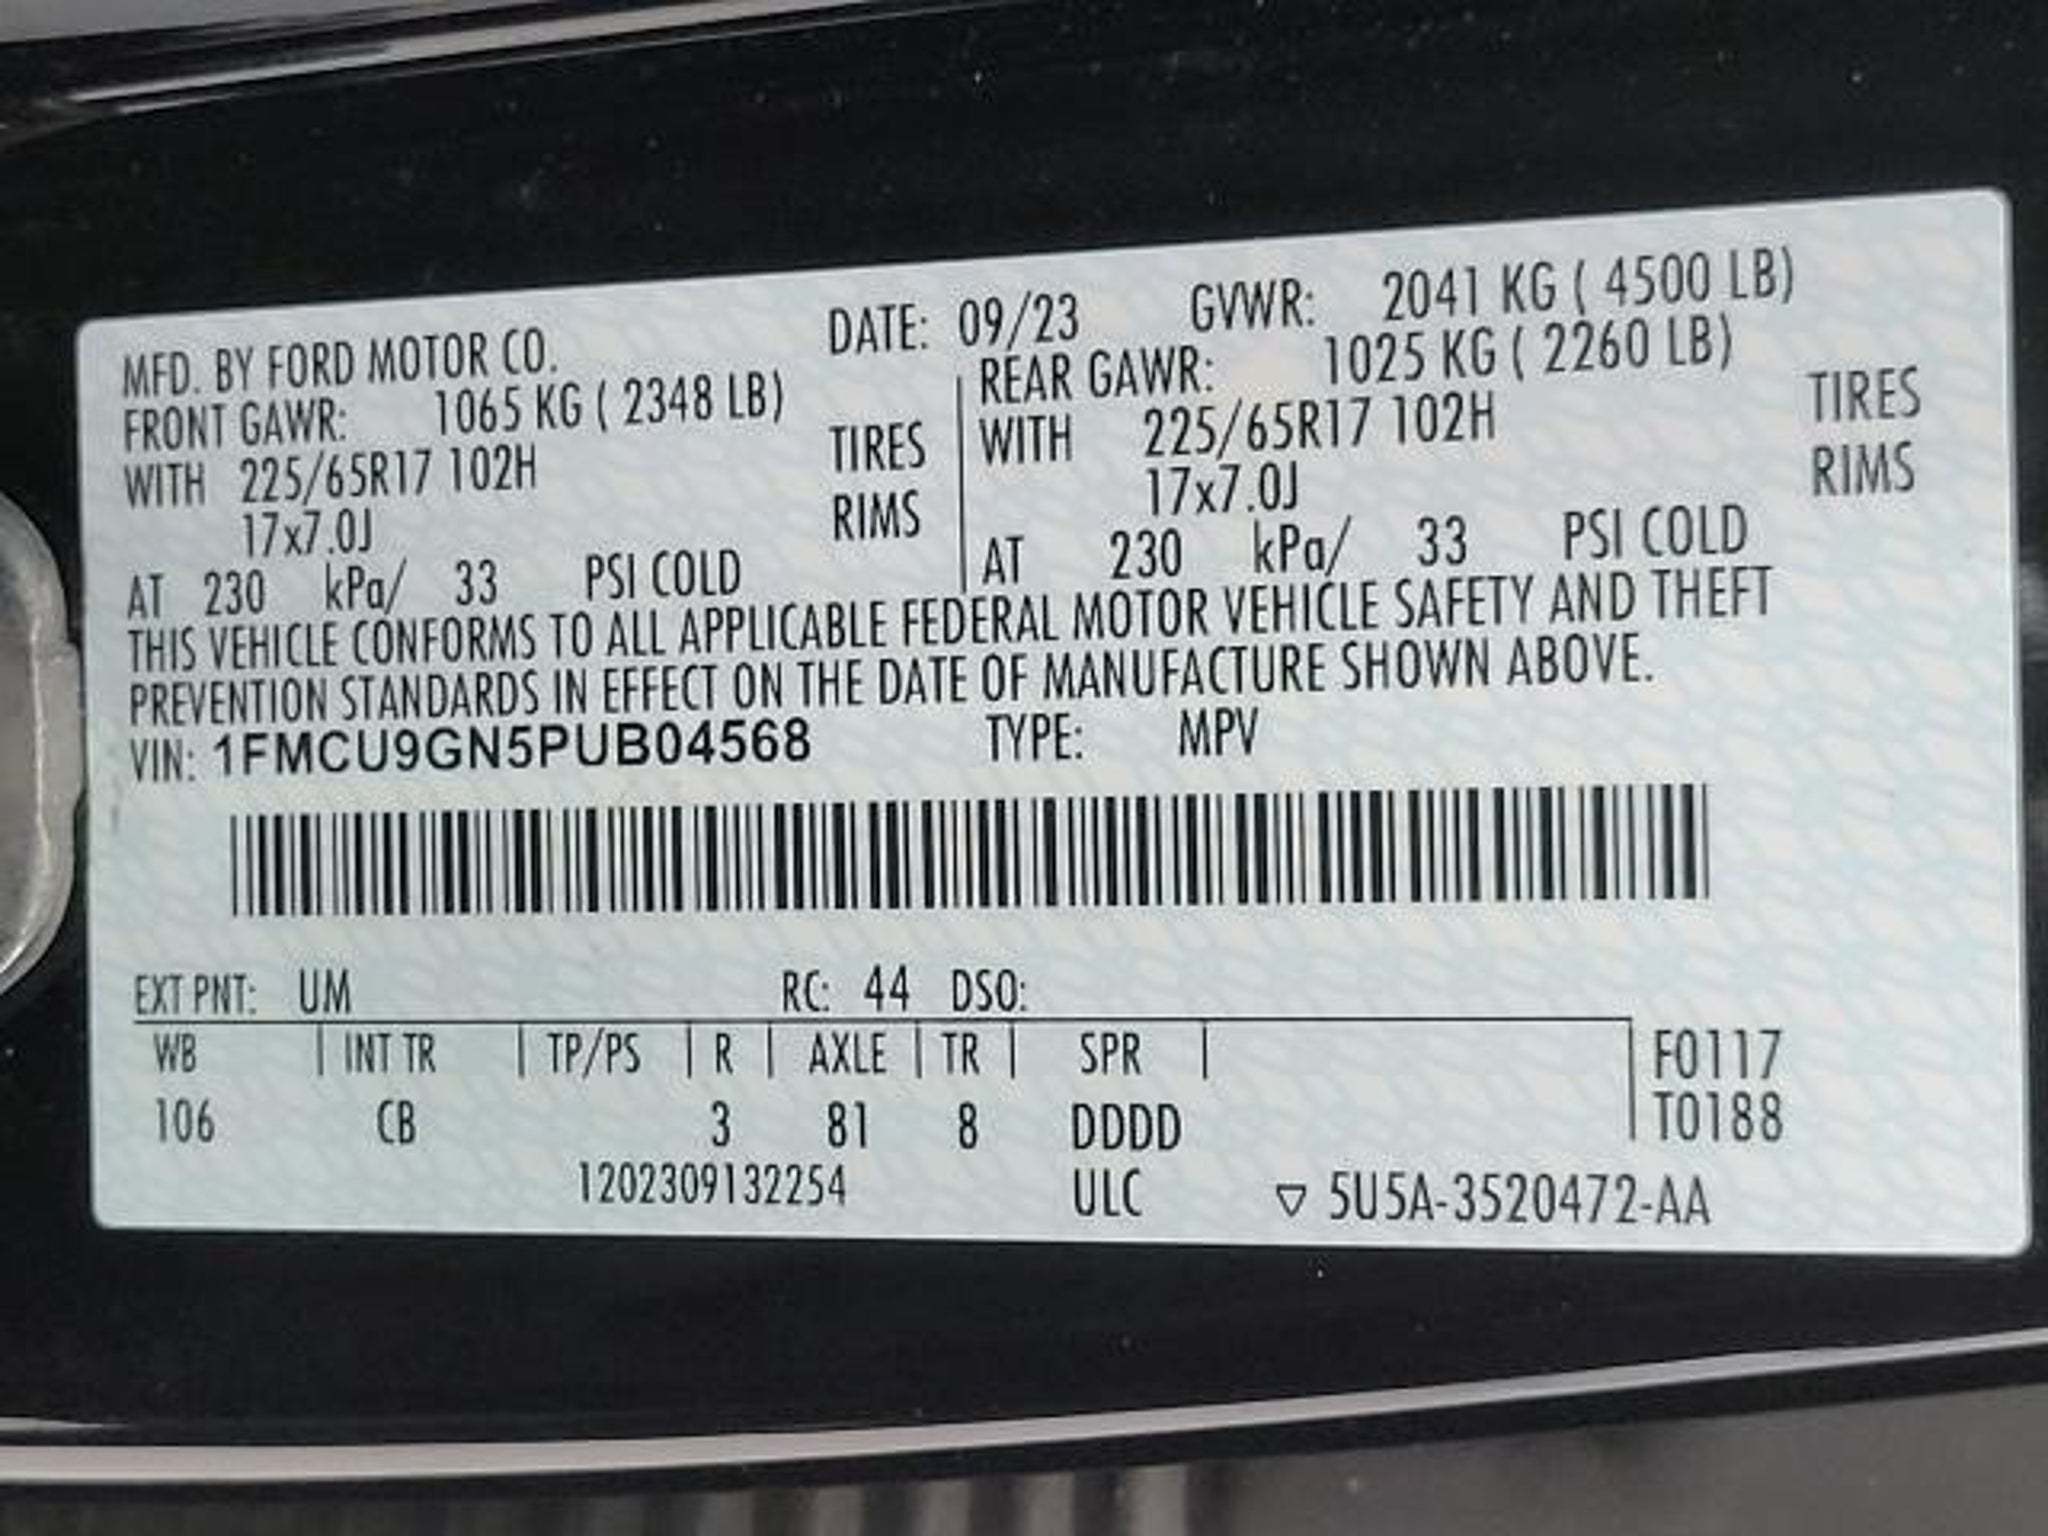 MFD. BY FORD MOTOR CO. DATE: 09/23 GVWR: 2041 KG ( 4500 LB)
FRONT GAWR: 1065 KG ( 2348 LB)
WITH 225/65R17 102H TIRES
17x7.0J RIMS
AT 230 kPa/ 33 PSI COLD
REAR GAWR: 1025 KG ( 2260 LB)
WITH 225/65R17 102H TIRES
17x7.0J RIMS
AT 230 kPa/ 33 PSI COLD
THIS VEHICLE CONFORMS TO ALL APPLICABLE FEDERAL MOTOR VEHICLE SAFETY AND THEFT
PREVENTION STANDARDS IN EFFECT ON THE DATE OF MANUFACTURE SHOWN ABOVE.
VIN: 1FMCU9GN5PUB04568 TYPE: MPV
EXT PNT: UM RC: 44 DSO:
WB INT TR TP/PS R AXLE TR SPR F0117
106 CB 3 81 8 DDDD T0188
1202309132254 ULC ▽ 5U5A-3520472-AA